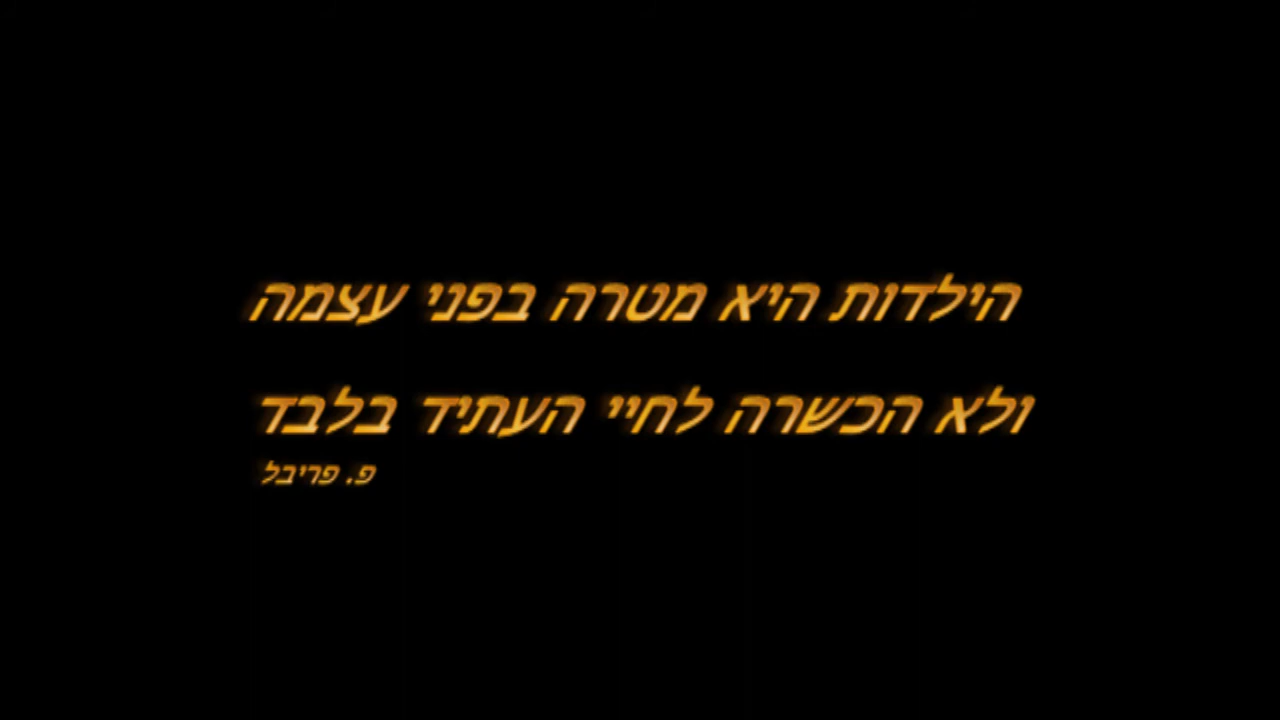 הילדות היא מטרה בפני עצמה
ולא הכשרה לחיי העתיד בלבד
פ. פריבל